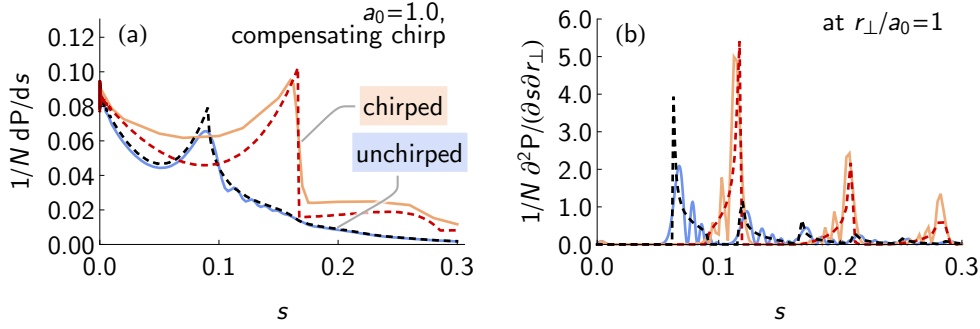 (a)
a₀=1.0,
compensating chirp
chirped
unchirped
1/N dP/ds
0.12
0.10
0.08
0.06
0.04
0.02
0.00
0.0 0.1 0.2 0.3
s
(b)
at r⊥/a₀=1
1/N ∂²P/(∂s∂r⊥)
6.0
5.0
4.0
3.0
2.0
1.0
0.0
0.0 0.1 0.2 0.3
s